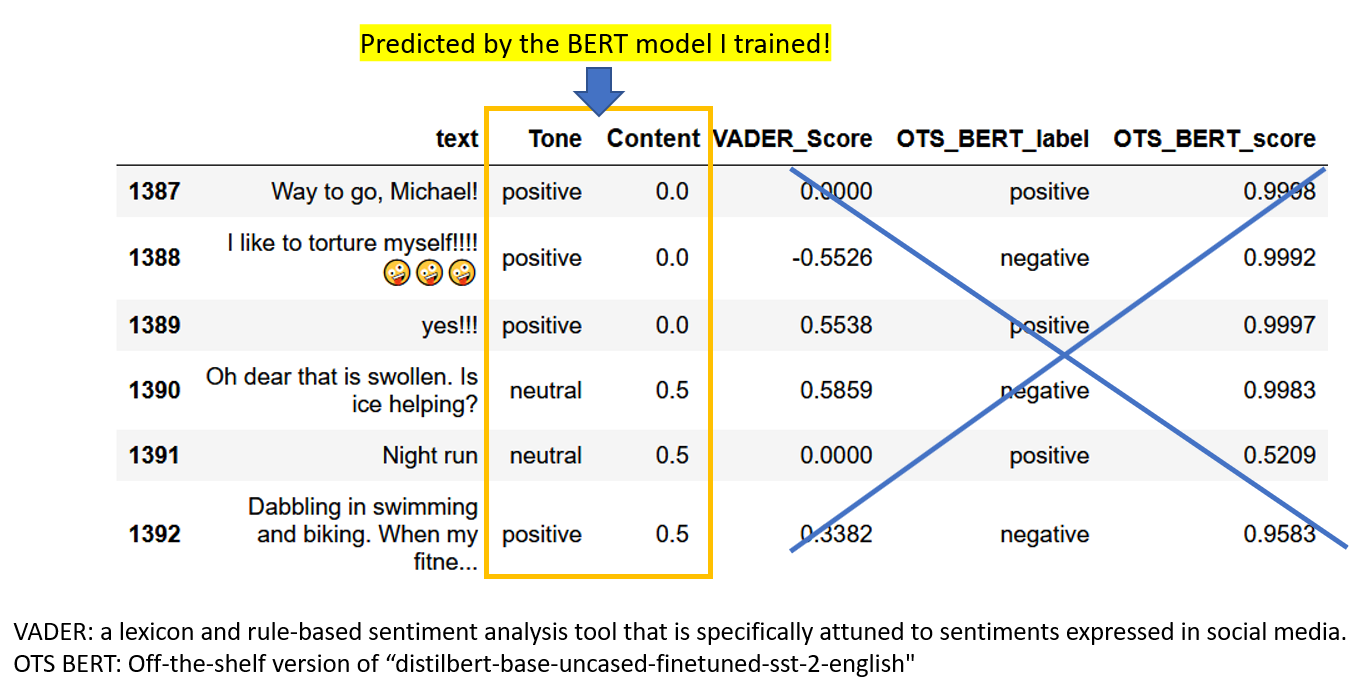 Predicted by the BERT model I trained!
text Tone Content VADER_Score OTS_BERT_label OTS_BERT_score
1387 Way to go, Michael! positive 0.0 0.0000 positive 0.9998
1388 I like to torture myself!!!! 🤪🤪🤪 positive 0.0 -0.5526 negative 0.9992
1389 yes!!! positive 0.0 0.5538 positive 0.9997
1390 Oh dear that is swollen. Is ice helping? neutral 0.5 0.5859 negative 0.9983
1391 Night run neutral 0.5 0.0000 positive 0.5209
1392 Dabbling in swimming and biking. When my fitne... positive 0.5 0.3382 negative 0.9583
VADER: a lexicon and rule-based sentiment analysis tool that is specifically attuned to sentiments expressed in social media.
OTS BERT: Off-the-shelf version of “distilbert-base-uncased-finetuned-sst-2-english"